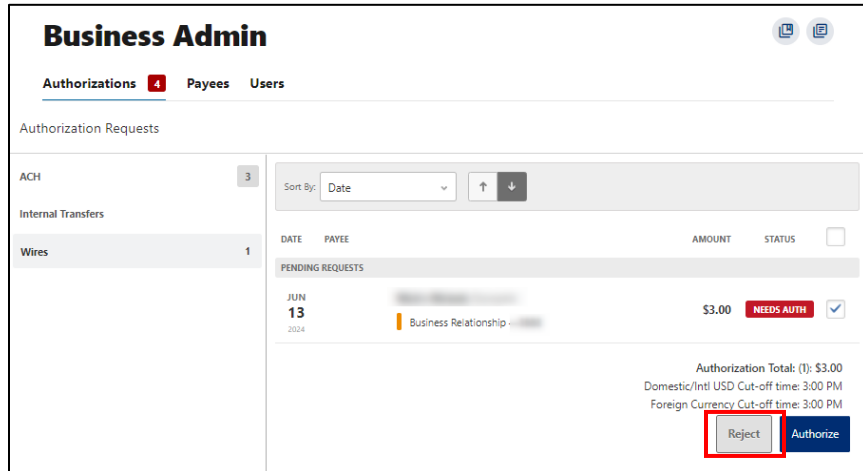 Business Admin
Authorizations 4 Payees Users
Authorization Requests
ACH 3
Internal Transfers
Wires 1
Sort By: Date
DATE PAYEE AMOUNT STATUS
PENDING REQUESTS
JUN
13
2024
Business Relationship -
$3.00 NEEDS AUTH
Authorization Total: (1): $3.00
Domestic/Intl USD Cut-off time: 3:00 PM
Foreign Currency Cut-off time: 3:00 PM
Reject Authorize